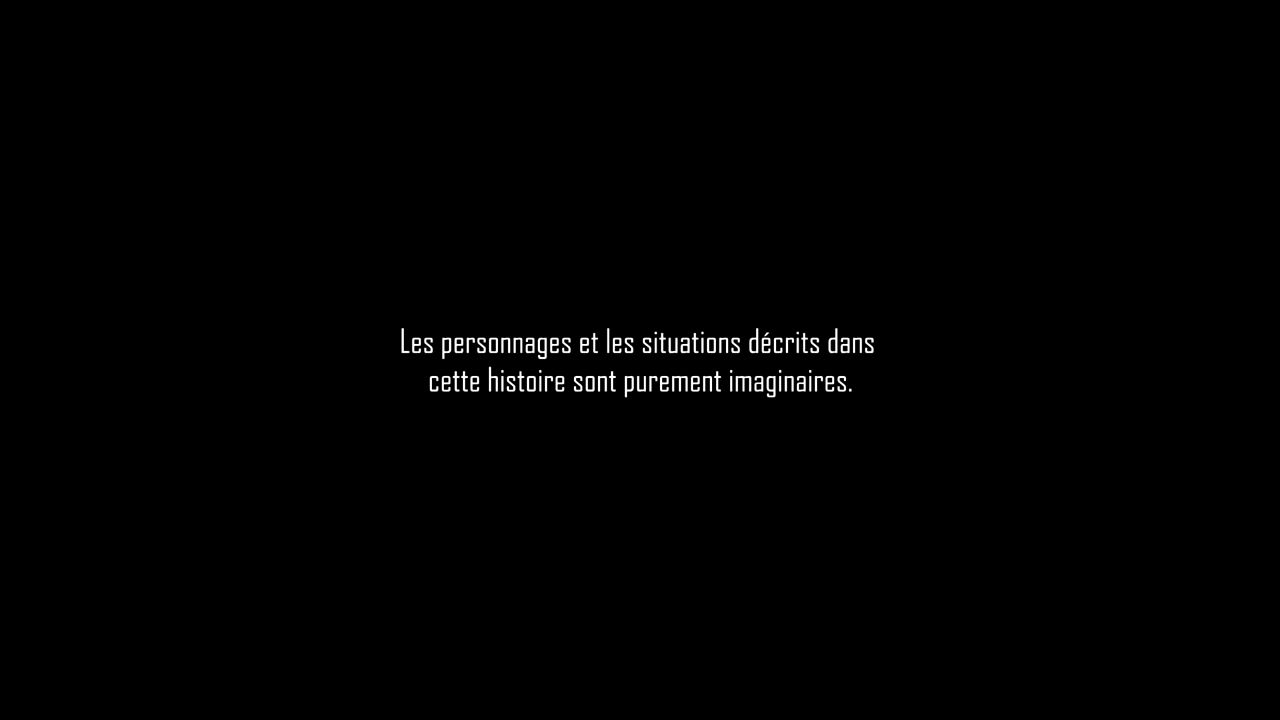 Les personnages et les situations décrits dans
cette histoire sont purement imaginaires.